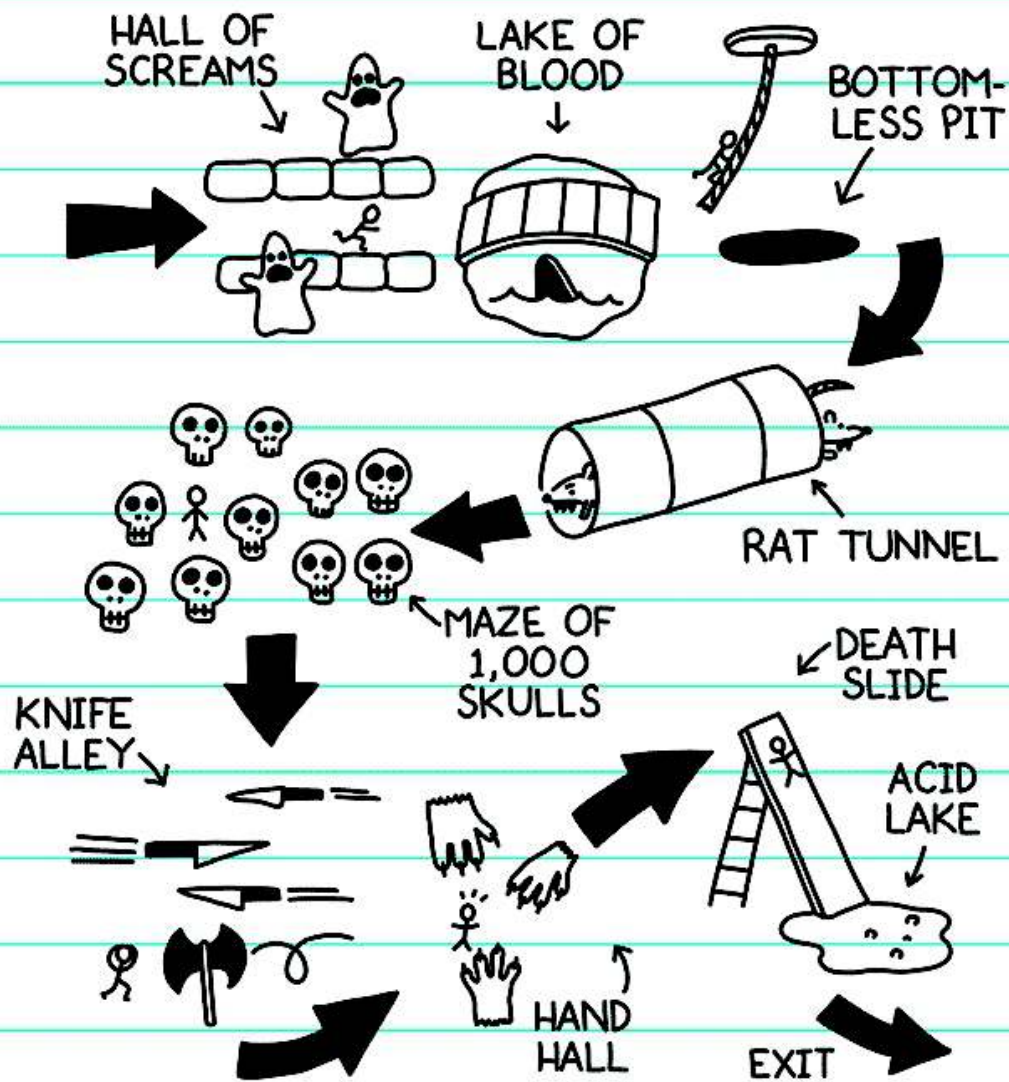 HALL OF
SCREAMS
LAKE OF
BLOOD
BOTTOM-
LESS PIT
RAT TUNNEL
MAZE OF
1,000
SKULLS
KNIFE
ALLEY
HAND
HALL
DEATH
SLIDE
ACID
LAKE
EXIT